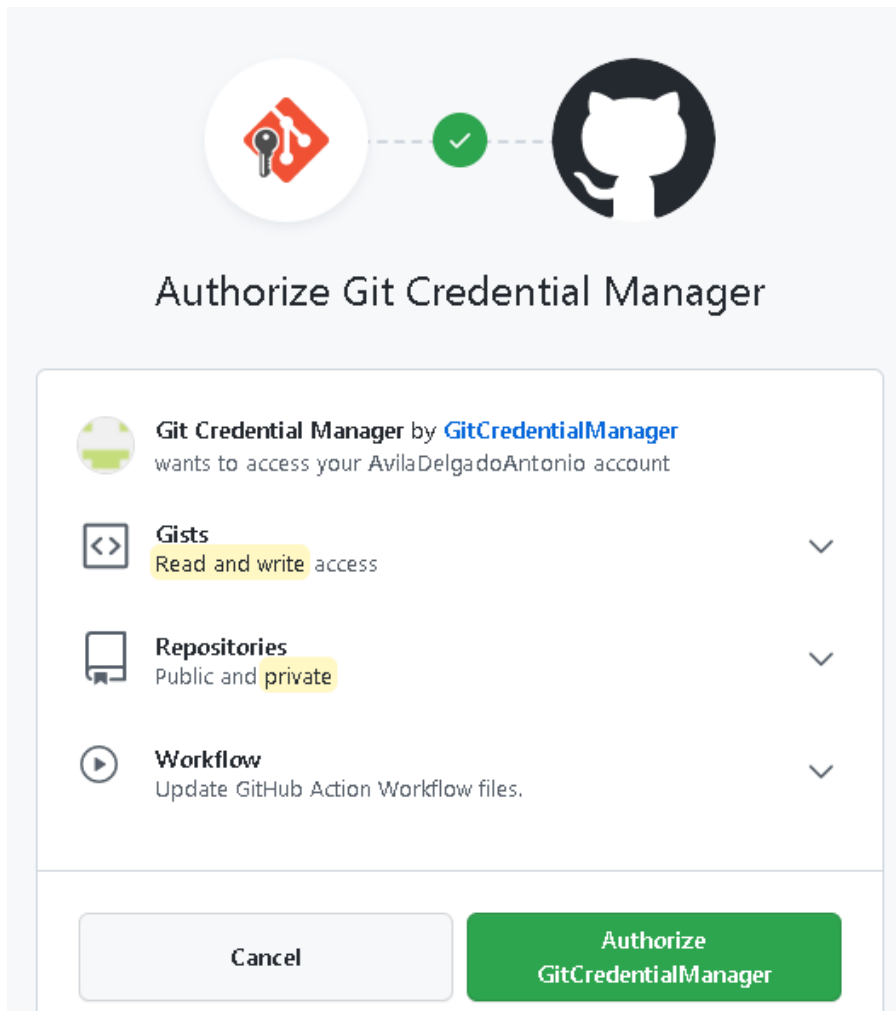 Authorize Git Credential Manager
Git Credential Manager by GitCredentialManager
wants to access your AvilaDelgadoAntonio account
Gists
Read and write access
Repositories
Public and private
Workflow
Update GitHub Action Workflow files.
Cancel
Authorize
GitCredentialManager